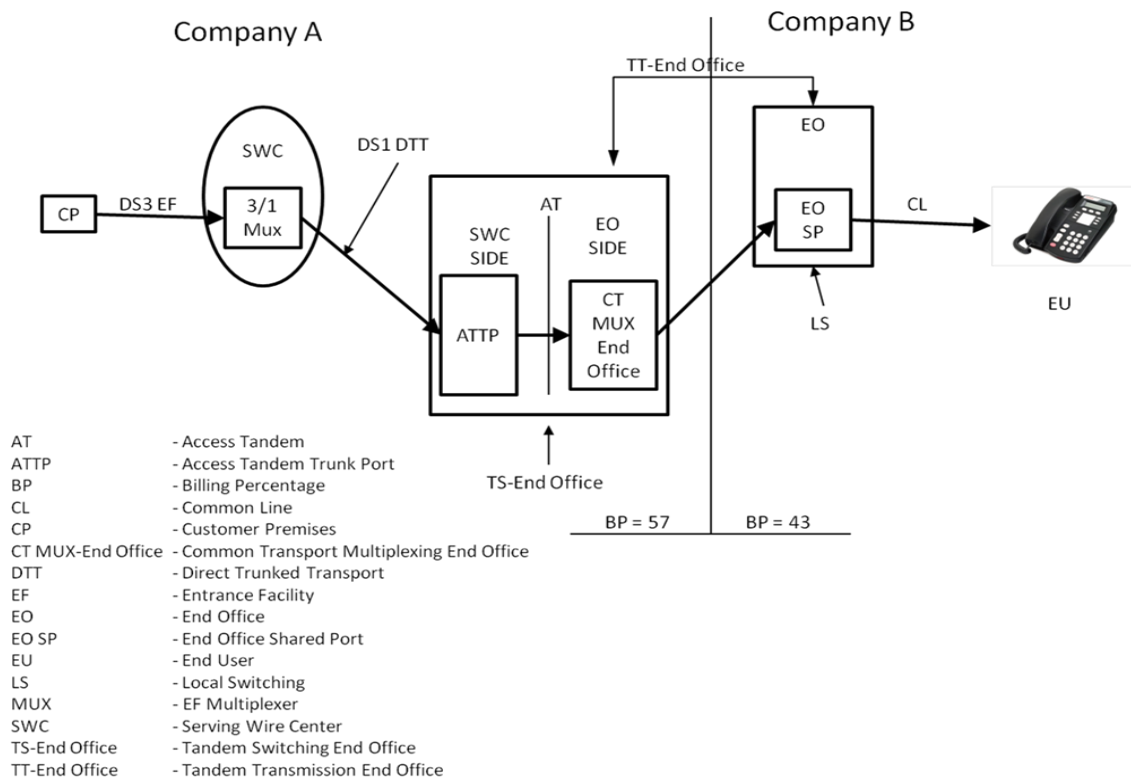 Company A
Company B
TT-End Office
EO
SWC
DS1 DTT
CP
DS3 EF
3/1
Mux
AT
SWC
SIDE
EO
SIDE
EO
SP
CL
ATTP
CT
MUX
End
Office
LS
EU
TS-End Office
BP = 57
BP = 43
AT - Access Tandem
ATTP - Access Tandem Trunk Port
BP - Billing Percentage
CL - Common Line
CP - Customer Premises
CT MUX-End Office - Common Transport Multiplexing End Office
DTT - Direct Trunked Transport
EF - Entrance Facility
EO - End Office
EO SP - End Office Shared Port
EU - End User
LS - Local Switching
MUX - EF Multiplexer
SWC - Serving Wire Center
TS-End Office - Tandem Switching End Office
TT-End Office - Tandem Transmission End Office